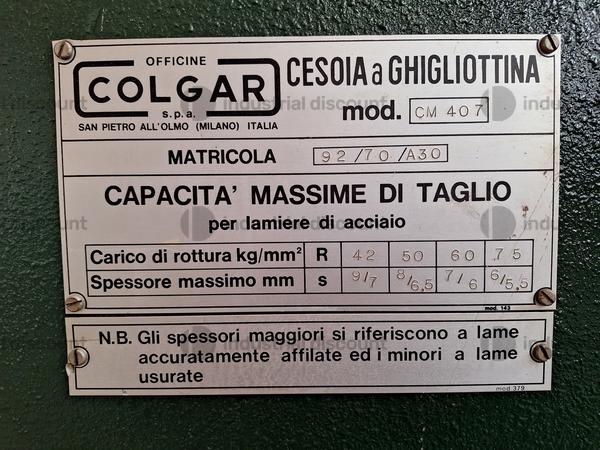 OFFICINE
COLGAR
s.p.a.
SAN PIETRO ALL'OLMO (MILANO) ITALIA
CESOIA a GHIGLIOTTINA
mod. CM 407
MATRICOLA 92/70/A30
CAPACITA' MASSIME DI TAGLIO
per lamiere di acciaio
Carico di rottura kg/mm² R 42 50 60 75
Spessore massimo mm s 9/7 8/6,5 7/6 6/5,5
mod. 143
N.B. Gli spessori maggiori si riferiscono a lame
accuratamente affilate ed i minori a lame
usurate
mod. 379
industrial discount